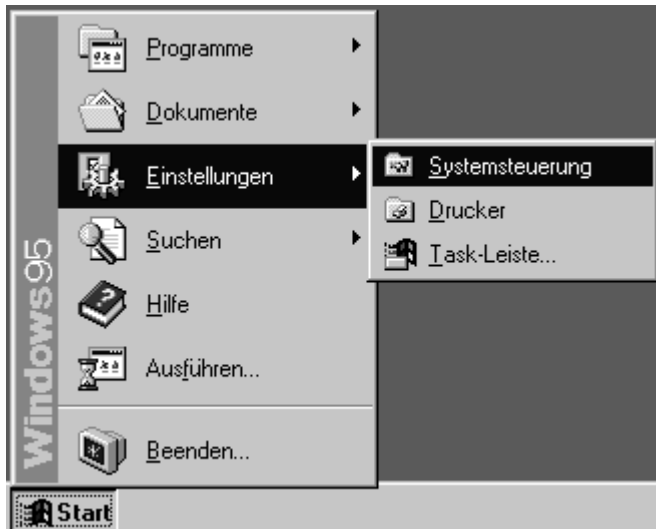 Programme
Dokumente
Einstellungen
Systemsteuerung
Drucker
Task-Leiste...
Suchen
Hilfe
Ausführen...
Beenden...
Windows95
Start